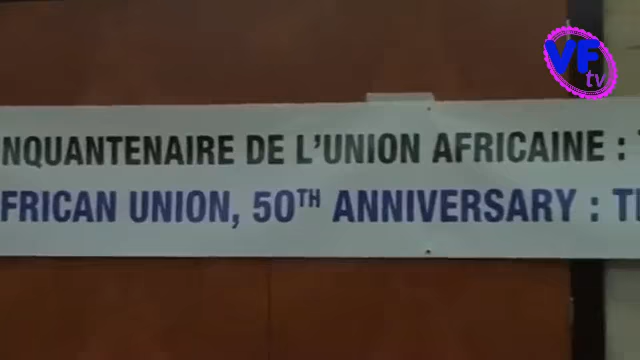 VF
tv
NQUANTENAIRE DE L'UNION AFRICAINE :
FRICAN UNION, 50TH ANNIVERSARY :